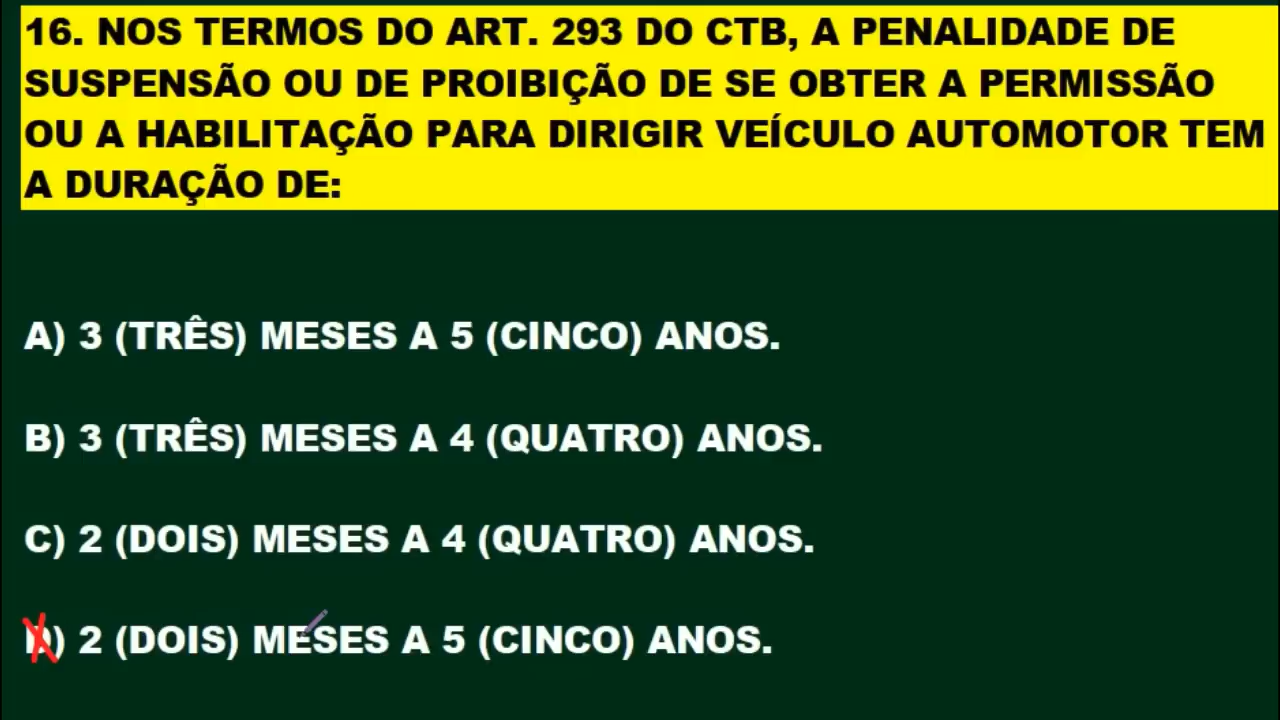 16. NOS TERMOS DO ART. 293 DO CTB, A PENALIDADE DE
SUSPENSÃO OU DE PROIBIÇÃO DE SE OBTER A PERMISSÃO
OU A HABILITAÇÃO PARA DIRIGIR VEÍCULO AUTOMOTOR TEM
A DURAÇÃO DE:
A) 3 (TRÊS) MESES A 5 (CINCO) ANOS.
B) 3 (TRÊS) MESES A 4 (QUATRO) ANOS.
C) 2 (DOIS) MESES A 4 (QUATRO) ANOS.
D) 2 (DOIS) MESES A 5 (CINCO) ANOS.